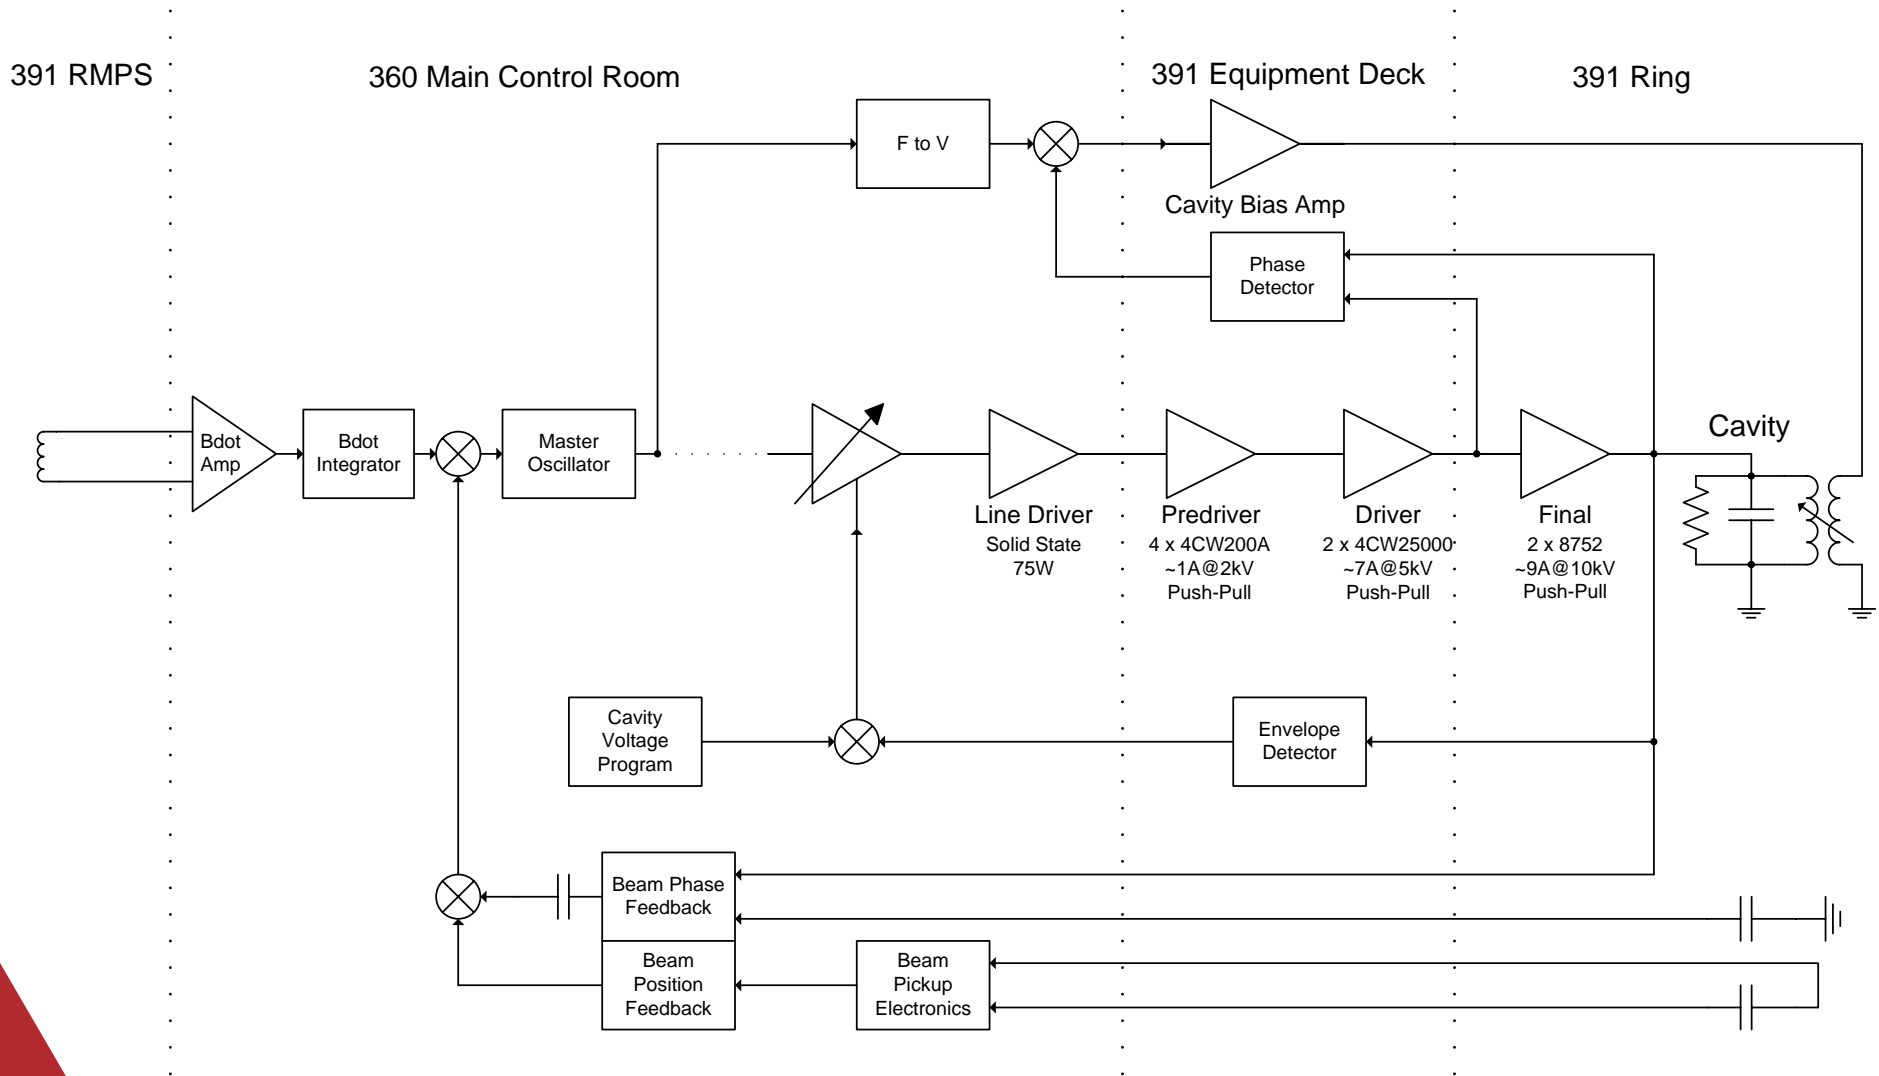 391 RMPS
360 Main Control Room
391 Equipment Deck
391 Ring
F to V
Cavity Bias Amp
Phase
Detector
Bdot
Amp
Bdot
Integrator
Master
Oscillator
Line Driver
Solid State
75W
Predriver
4 x 4CW200A
~1A@2kV
Push-Pull
Driver
2 x 4CW25000
~7A@5kV
Push-Pull
Final
2 x 8752
~9A@10kV
Push-Pull
Cavity
Cavity
Voltage
Program
Envelope
Detector
Beam Phase
Feedback
Beam
Position
Feedback
Beam
Pickup
Electronics